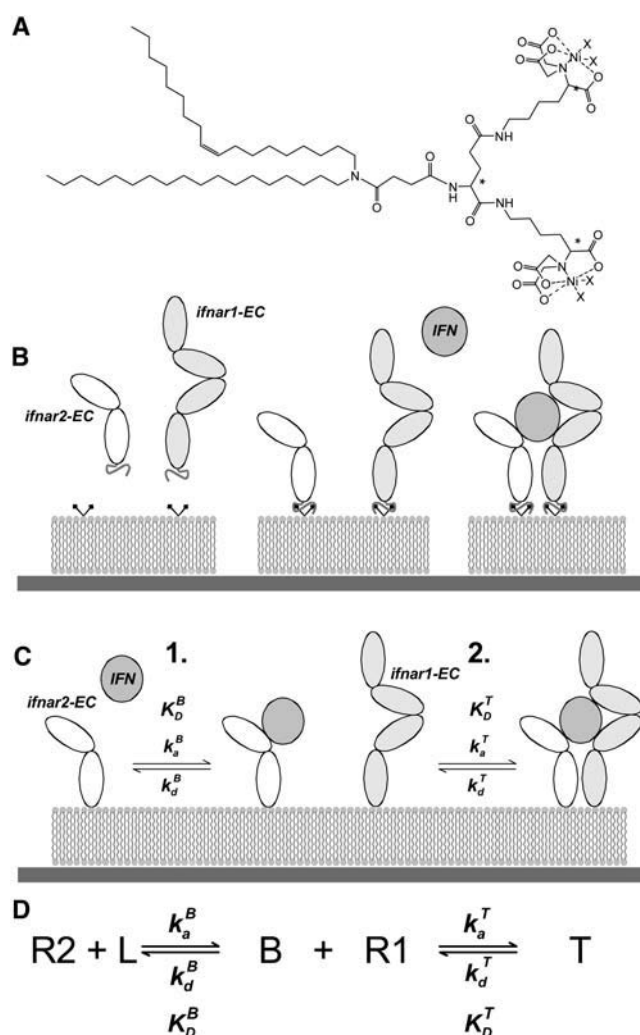 A
O
O
O
O
N
Ni
X
X
O
O
*
O
NH
N
O
O
N
H
*
O
NH
*
O
O
N
O
O
O
O
Ni
X
X
B
ifnar2-EC
ifnar1-EC
IFN
C
ifnar2-EC
IFN
1.
K_D^B
k_a^B
k_d^B
ifnar1-EC
2.
K_D^T
k_a^T
k_d^T
D
R2 + L k_a^B k_d^B K_D^B B + R1 k_a^T k_d^T K_D^T T